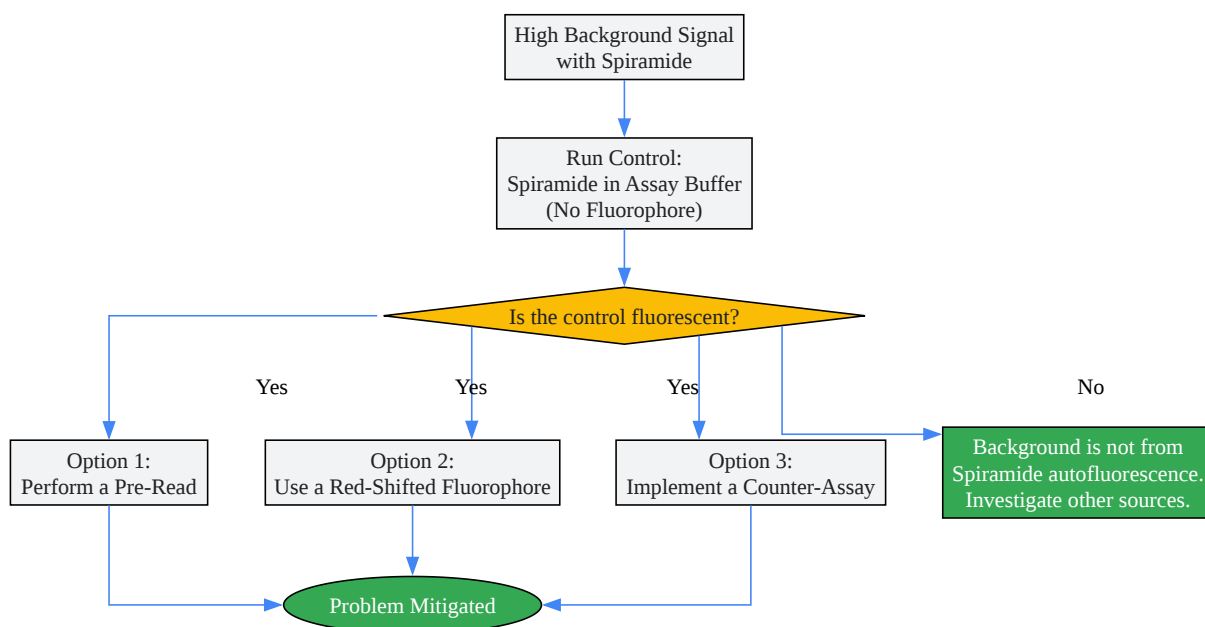 High Background Signal
with Spiramide
Run Control:
Spiramide in Assay Buffer
(No Fluorophore)
Is the control fluorescent?
Yes
Yes
Yes
No
Option 1:
Perform a Pre-Read
Option 2:
Use a Red-Shifted Fluorophore
Option 3:
Implement a Counter-Assay
Background is not from
Spiramide autofluorescence.
Investigate other sources.
Problem Mitigated